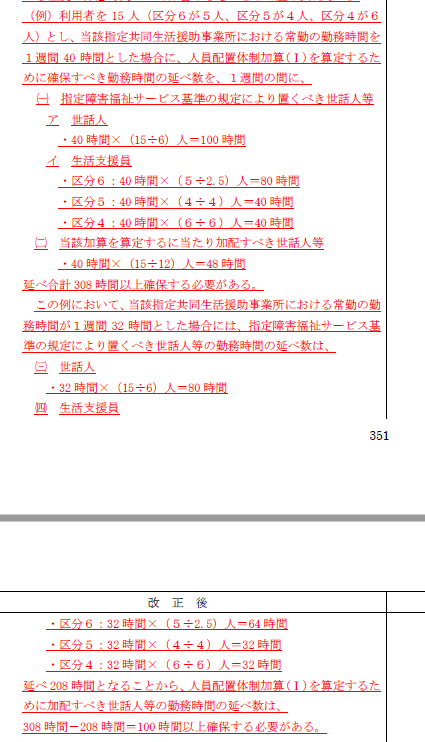 （例）利用者を 15 人（区分６が５人、区分５が４人、区分４が６
人）とし、当該指定共同生活援助事業所における常勤の勤務時間を
１週間 40 時間とした場合に、人員配置体制加算（Ⅰ）を算定するた
めに確保すべき勤務時間の延べ数を、１週間の間に、
㈠　指定障害福祉サービス基準の規定により置くべき世話人等
ア　世話人
・40 時間×（15÷6）人＝100 時間
イ　生活支援員
・区分６：40 時間×（５÷2.5）人＝80 時間
・区分５：40 時間×（４÷４）人＝40 時間
・区分４：40 時間×（６÷６）人＝40 時間
㈡　当該加算を算定するに当たり加配すべき世話人等
・40 時間×（15÷12）人＝48 時間
延べ合計 308 時間以上確保する必要がある。
この例において、当該指定共同生活援助事業所における常勤の勤
務時間が１週間 32 時間とした場合には、指定障害福祉サービス基
準の規定により置くべき世話人等の勤務時間の延べ数は、
㈢　世話人
・32 時間×（15÷6）人＝80 時間
㈣　生活支援員
351
改　正　後
・区分６：32 時間×（５÷2.5）人＝64 時間
・区分５：32 時間×（４÷４）人＝32 時間
・区分４：32 時間×（６÷６）人＝32 時間
延べ 208 時間となることから、人員配置体制加算（Ⅰ）を算定するた
めに加配すべき世話人等の勤務時間の延べ数は、
308 時間－208 時間＝100 時間以上確保する必要がある。